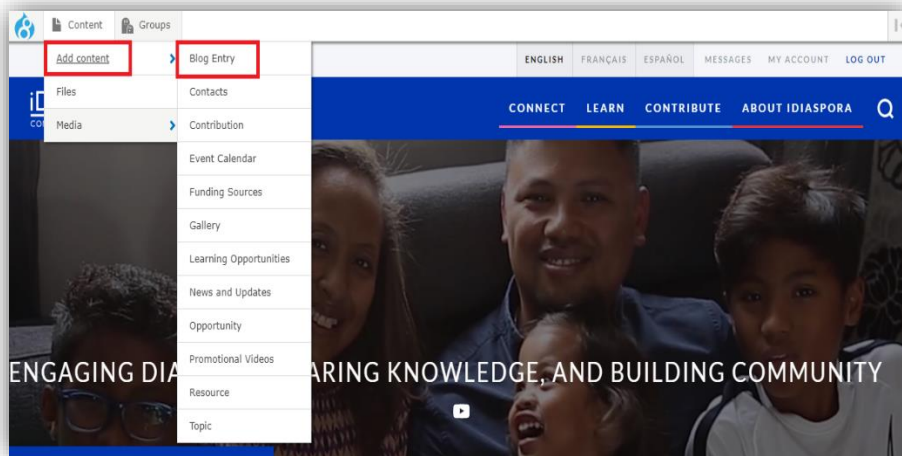 Content Groups
Add content Blog Entry ENGLISH FRANÇAIS ESPAÑOL MESSAGES MY ACCOUNT LOG OUT
Files Contacts
CONNECT LEARN CONTRIBUTE ABOUT IDIASPORA
Media Contribution
Event Calendar
Funding Sources
Gallery
Learning Opportunities
News and Updates
Opportunity
Promotional Videos
ENGAGING DIA ARING KNOWLEDGE, AND BUILDING COMMUNITY
Resource
Topic